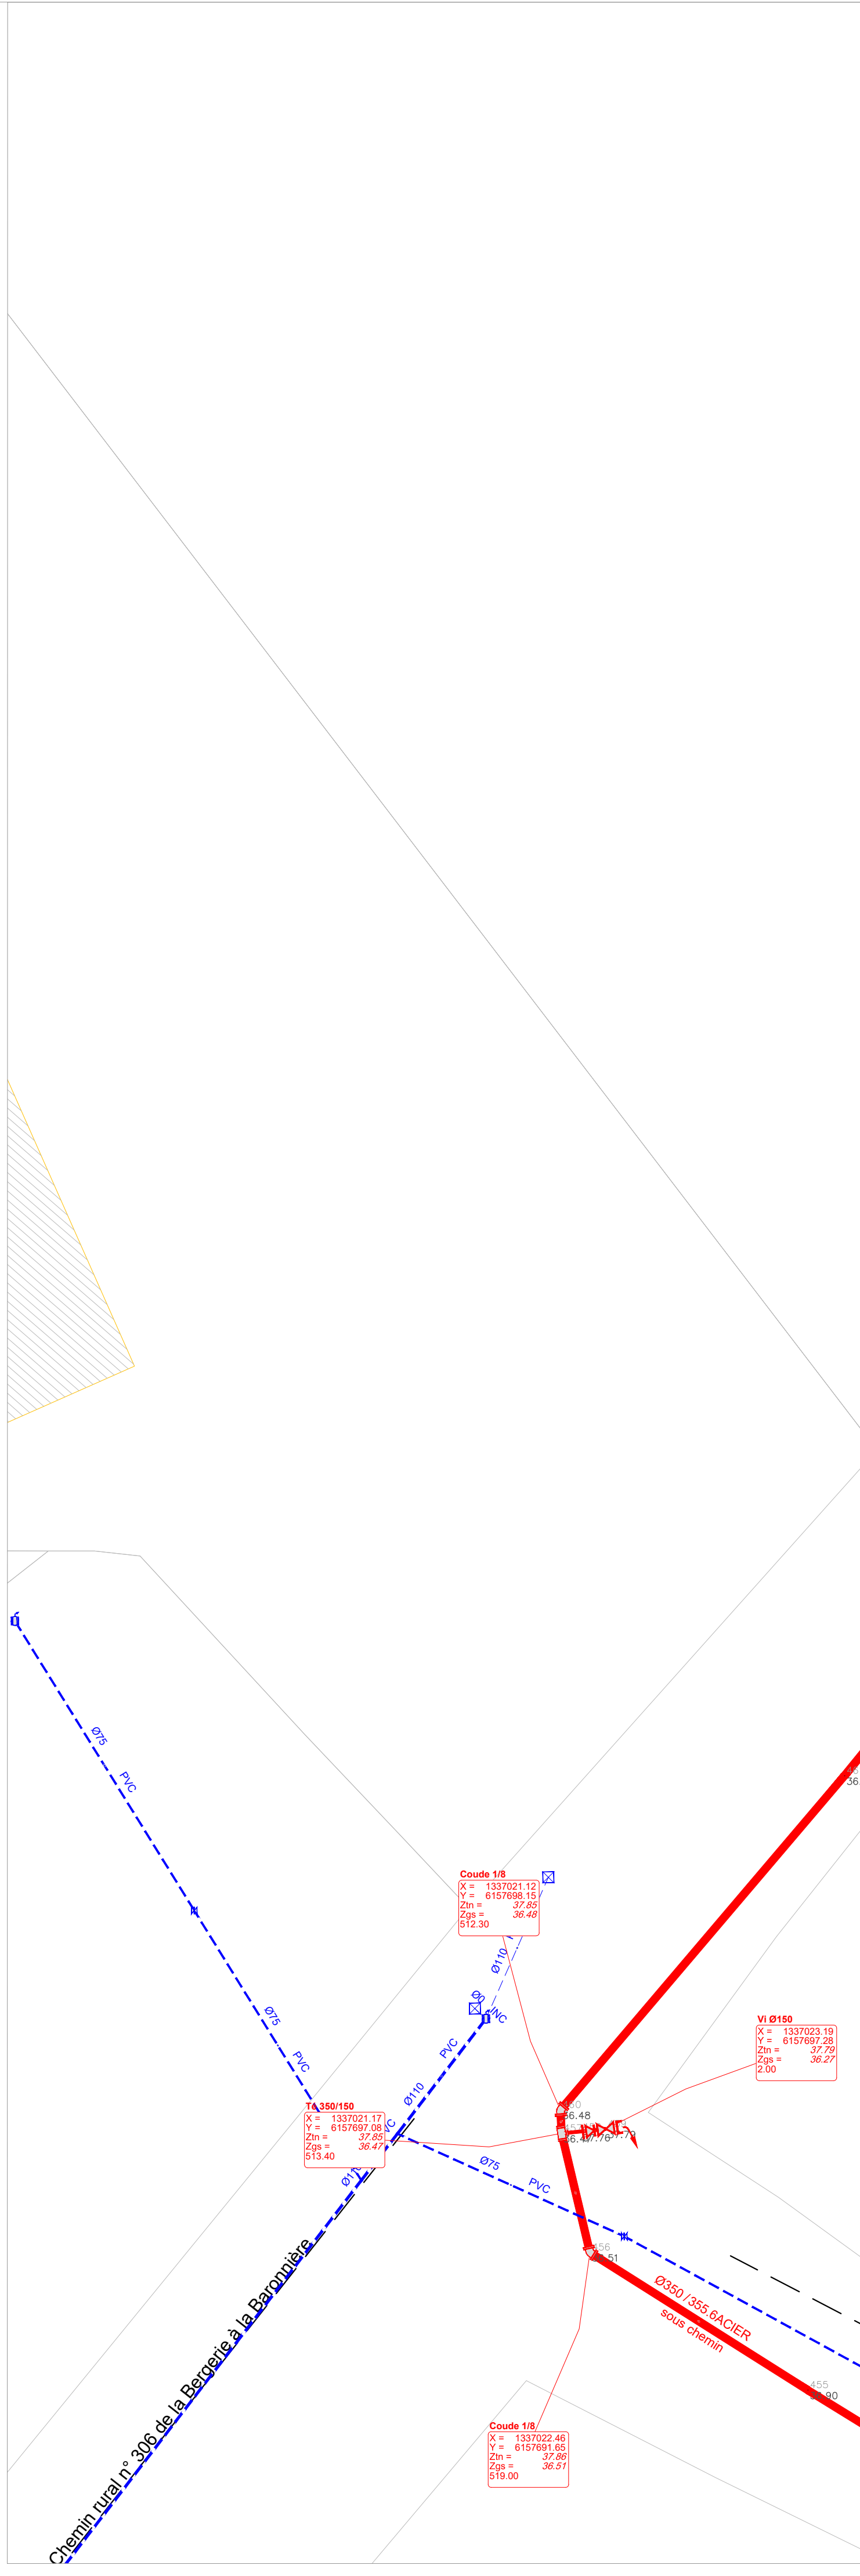 Ø75
PVC
Ø75
PVC
Coude 1/8
X = 1337021.12
Y = 6157698.15
Ztn = 37.85
Zgs = 36.48
512.30
Ø110
Ø0
INC
PVC
Ø110
Vi Ø150
X = 1337023.19
Y = 6157697.28
Ztn = 37.79
Zgs = 36.27
2.00
36.48
Té 350/150
X = 1337021.17
Y = 6157697.08
Ztn = 37.85
Zgs = 36.47
513.40
Ø75
PVC
Ø350 /355.6ACIER
sous chemin
455
Chemin rural n° 306 de la Bergerie à la Baronnière
Coude 1/8
X = 1337022.46
Y = 6157691.65
Ztn = 37.86
Zgs = 36.51
519.00